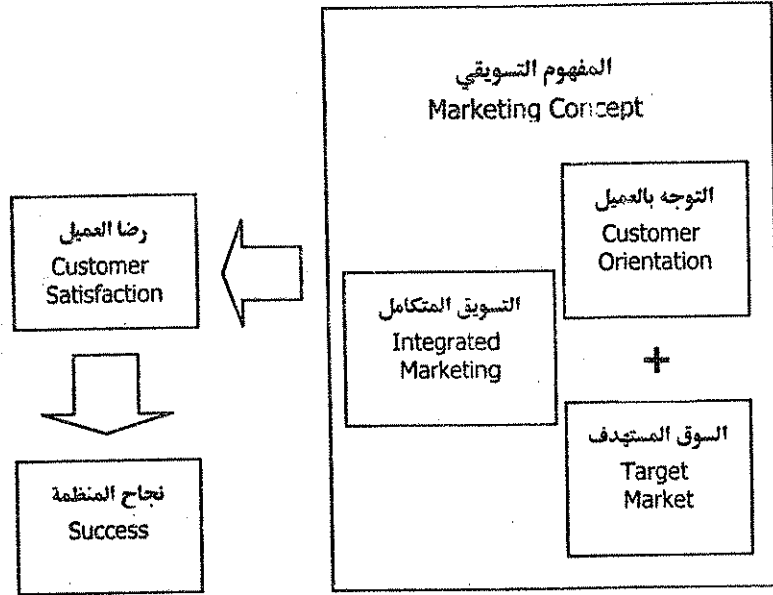 المفهوم التسويقي
Marketing Concept
التوجه بالعميل
Customer
Orientation
التسويق المتكامل
Integrated
Marketing
+
السوق المستهدف
Target
Market
رضا العميل
Customer
Satisfaction
نجاح المنظمة
Success